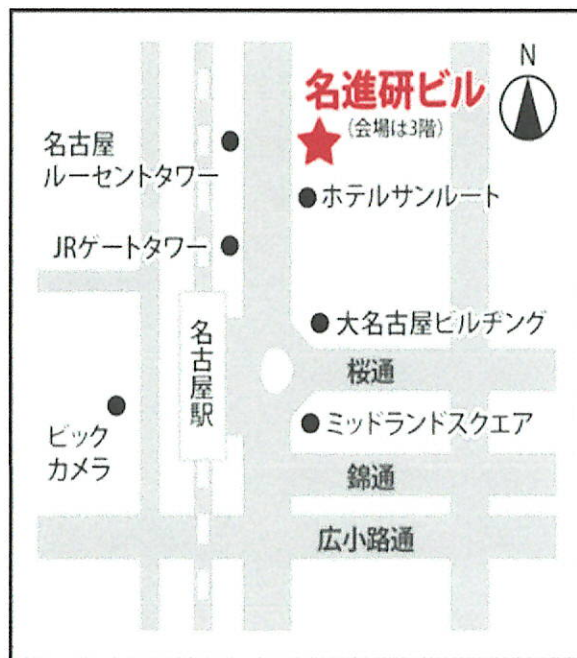 N
名進研ビル
(会場は3階)
名古屋
ルーセントタワー
ホテルサンルート
JRゲートタワー
名古屋駅
大名古屋ビルヂング
桜通
ビック
カメラ
ミッドランドスクエア
錦通
広小路通